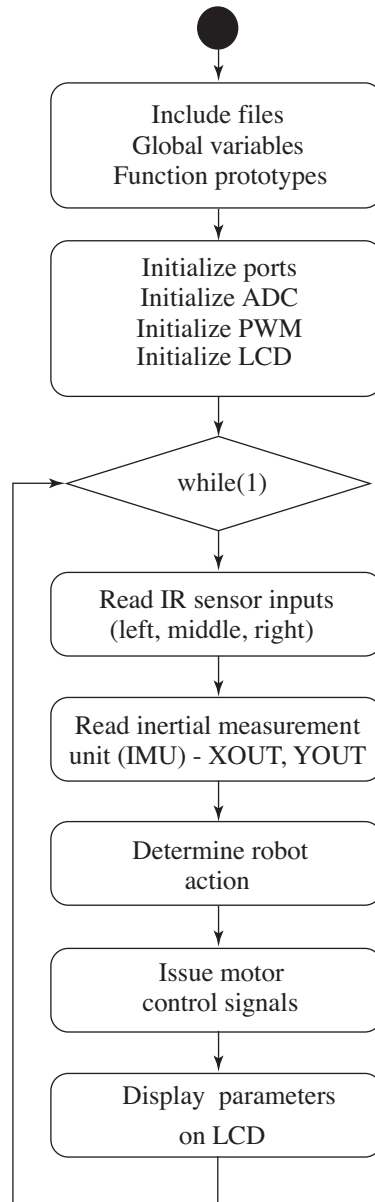 Include files
Global variables
Function prototypes
Initialize ports
Initialize ADC
Initialize PWM
Initialize LCD
while(1)
Read IR sensor inputs
(left, middle, right)
Read inertial measurement
unit (IMU) - XOUT, YOUT
Determine robot
action
Issue motor
control signals
Display parameters
on LCD